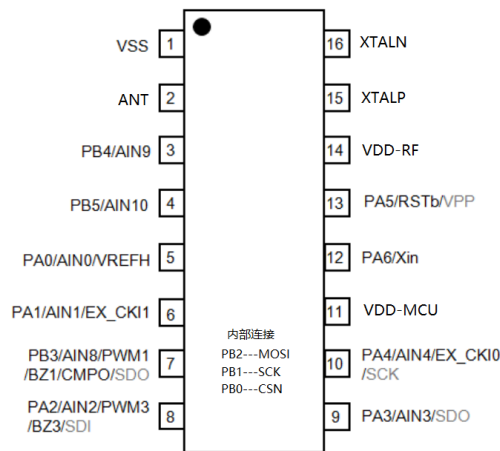 VSS 1
ANT 2
PB4/AIN9 3
PB5/AIN10 4
PA0/AIN0/VREFH 5
PA1/AIN1/EX_CKI1 6
PB3/AIN8/PWM1
/BZ1/CMPO/SDO 7
PA2/AIN2/PWM3
/BZ3/SDI 8
内部连接
PB2---MOSI
PB1---SCK
PB0---CSN
16 XTALN
15 XTALP
14 VDD-RF
13 PA5/RSTb/VPP
12 PA6/Xin
11 VDD-MCU
10 PA4/AIN4/EX_CKI0
/SCK
9 PA3/AIN3/SDO